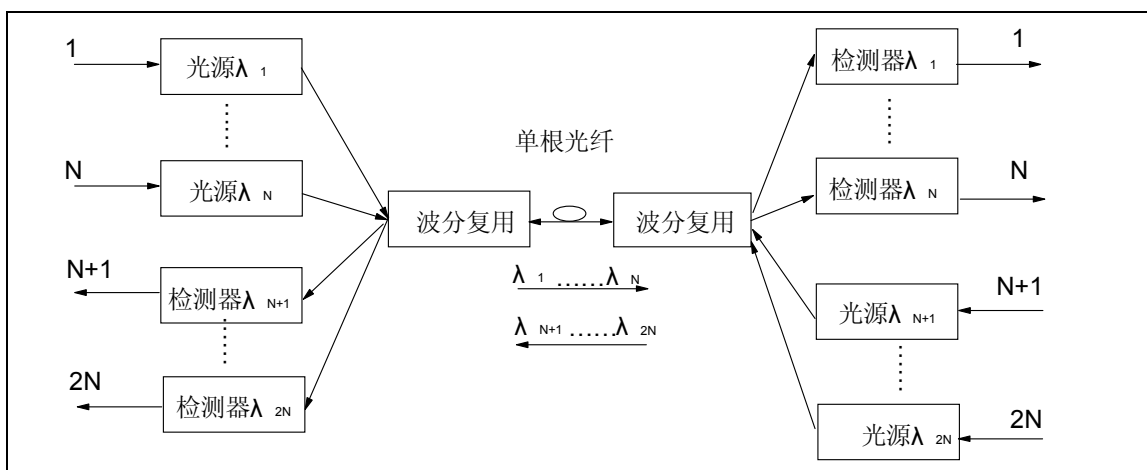 1
光源λ 1
N
光源λ N
N+1
检测器λ N+1
2N
检测器λ 2N
单根光纤
波分复用
波分复用
λ 1 ……λ N
λ N+1 ……λ 2N
检测器λ 1
1
检测器λ N
N
光源λ N+1
N+1
光源λ 2N
2N